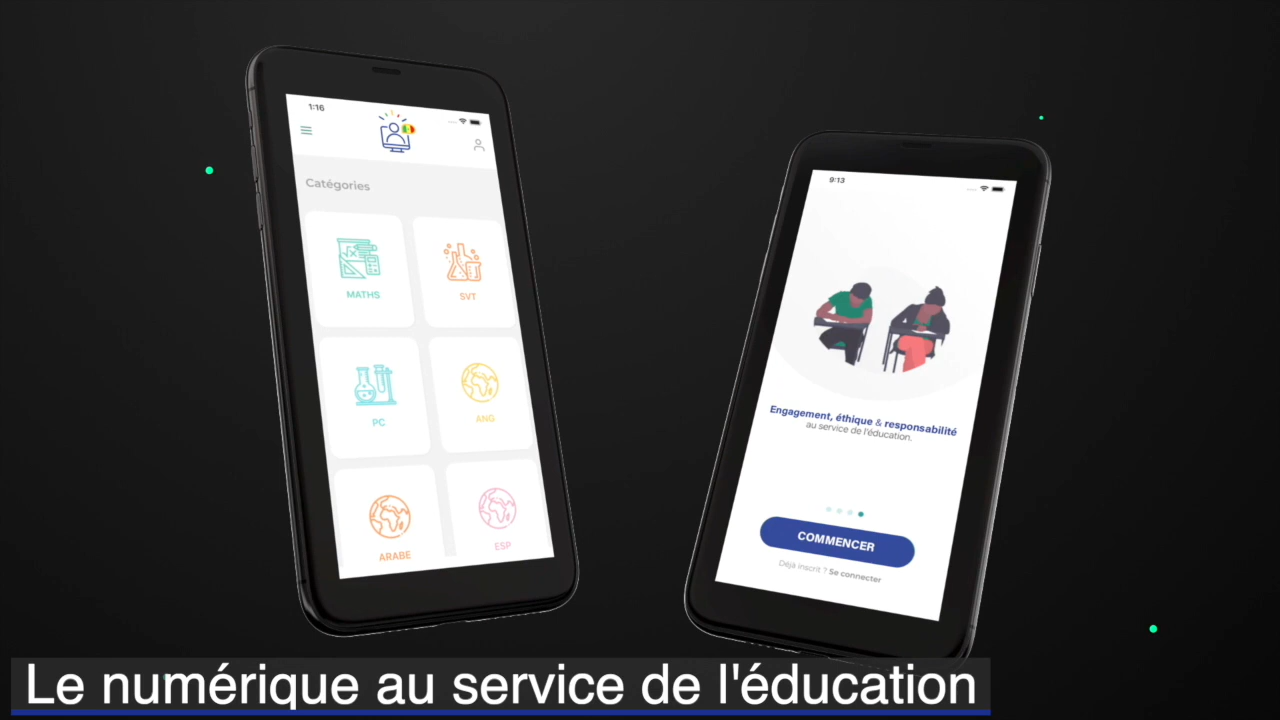 1:16
Catégories
MATHS
SVT
PC
ANG
ARABE
ESP
9:13
Engagement, éthique & responsabilité
au service de l'éducation.
COMMENCER
Déjà inscrit ? Se connecter
Le numérique au service de l'éducation